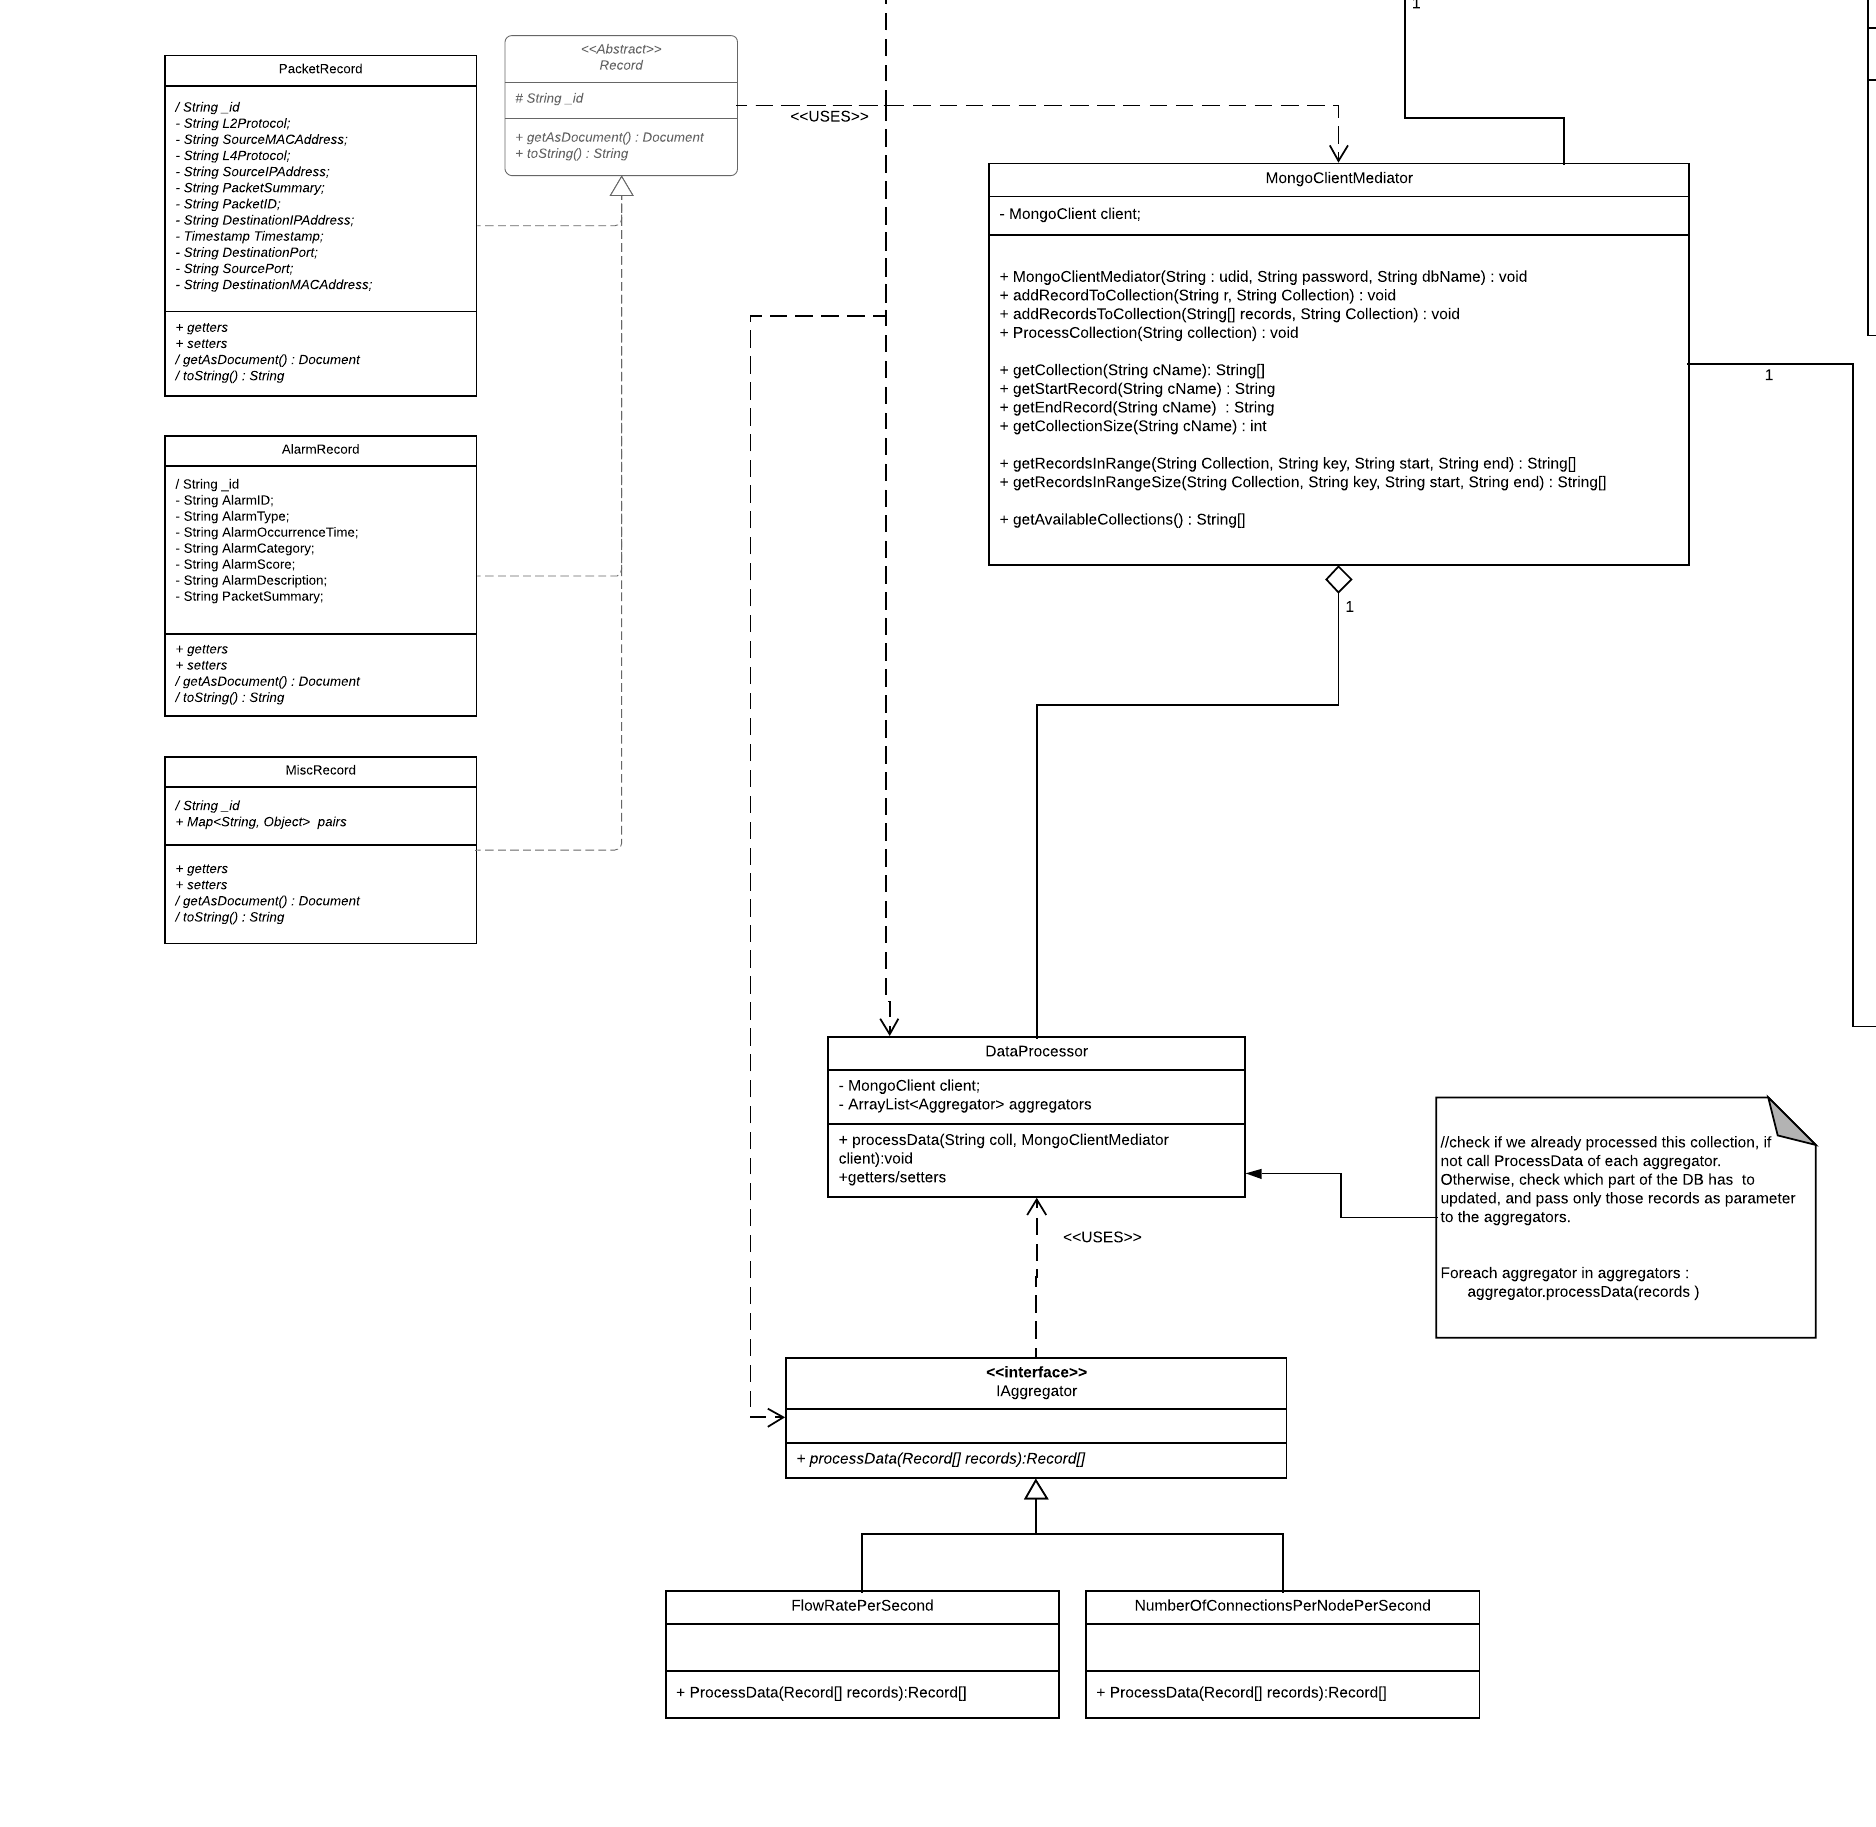 1
PacketRecord
/ String _id
- String L2Protocol;
- String SourceMACAddress;
- String L4Protocol;
- String SourceIPAddress;
- String PacketSummary;
- String PacketID;
- String DestinationIPAddress;
- Timestamp Timestamp;
- String DestinationPort;
- String SourcePort;
- String DestinationMACAddress;
+ getters
+ setters
/ getAsDocument() : Document
/ toString() : String
<<Abstract>>
Record
# String _id
+ getAsDocument() : Document
+ toString() : String
<<USES>>
MongoClientMediator
- MongoClient client;
+ MongoClientMediator(String : udid, String password, String dbName) : void
+ addRecordToCollection(String r, String Collection) : void
+ addRecordsToCollection(String[] records, String Collection) : void
+ ProcessCollection(String collection) : void
+ getCollection(String cName): String[]
+ getStartRecord(String cName) : String
+ getEndRecord(String cName)  : String
+ getCollectionSize(String cName) : int
+ getRecordsInRange(String Collection, String key, String start, String end) : String[]
+ getRecordsInRangeSize(String Collection, String key, String start, String end) : String[]
+ getAvailableCollections() : String[]
1
1
AlarmRecord
/ String _id
- String AlarmID;
- String AlarmType;
- String AlarmOccurrenceTime;
- String AlarmCategory;
- String AlarmScore;
- String AlarmDescription;
- String PacketSummary;
+ getters
+ setters
/ getAsDocument() : Document
/ toString() : String
MiscRecord
/ String _id
+ Map<String, Object>  pairs
+ getters
+ setters
/ getAsDocument() : Document
/ toString() : String
DataProcessor
- MongoClient client;
- ArrayList<Aggregator> aggregators
+ processData(String coll, MongoClientMediator
client):void
+getters/setters
//check if we already processed this collection, if
not call ProcessData of each aggregator.
Otherwise, check which part of the DB has  to
updated, and pass only those records as parameter
to the aggregators.
Foreach aggregator in aggregators :
aggregator.processData(records )
<<USES>>
<<interface>>
IAggregator
+ processData(Record[] records):Record[]
FlowRatePerSecond
+ ProcessData(Record[] records):Record[]
NumberOfConnectionsPerNodePerSecond
+ ProcessData(Record[] records):Record[]